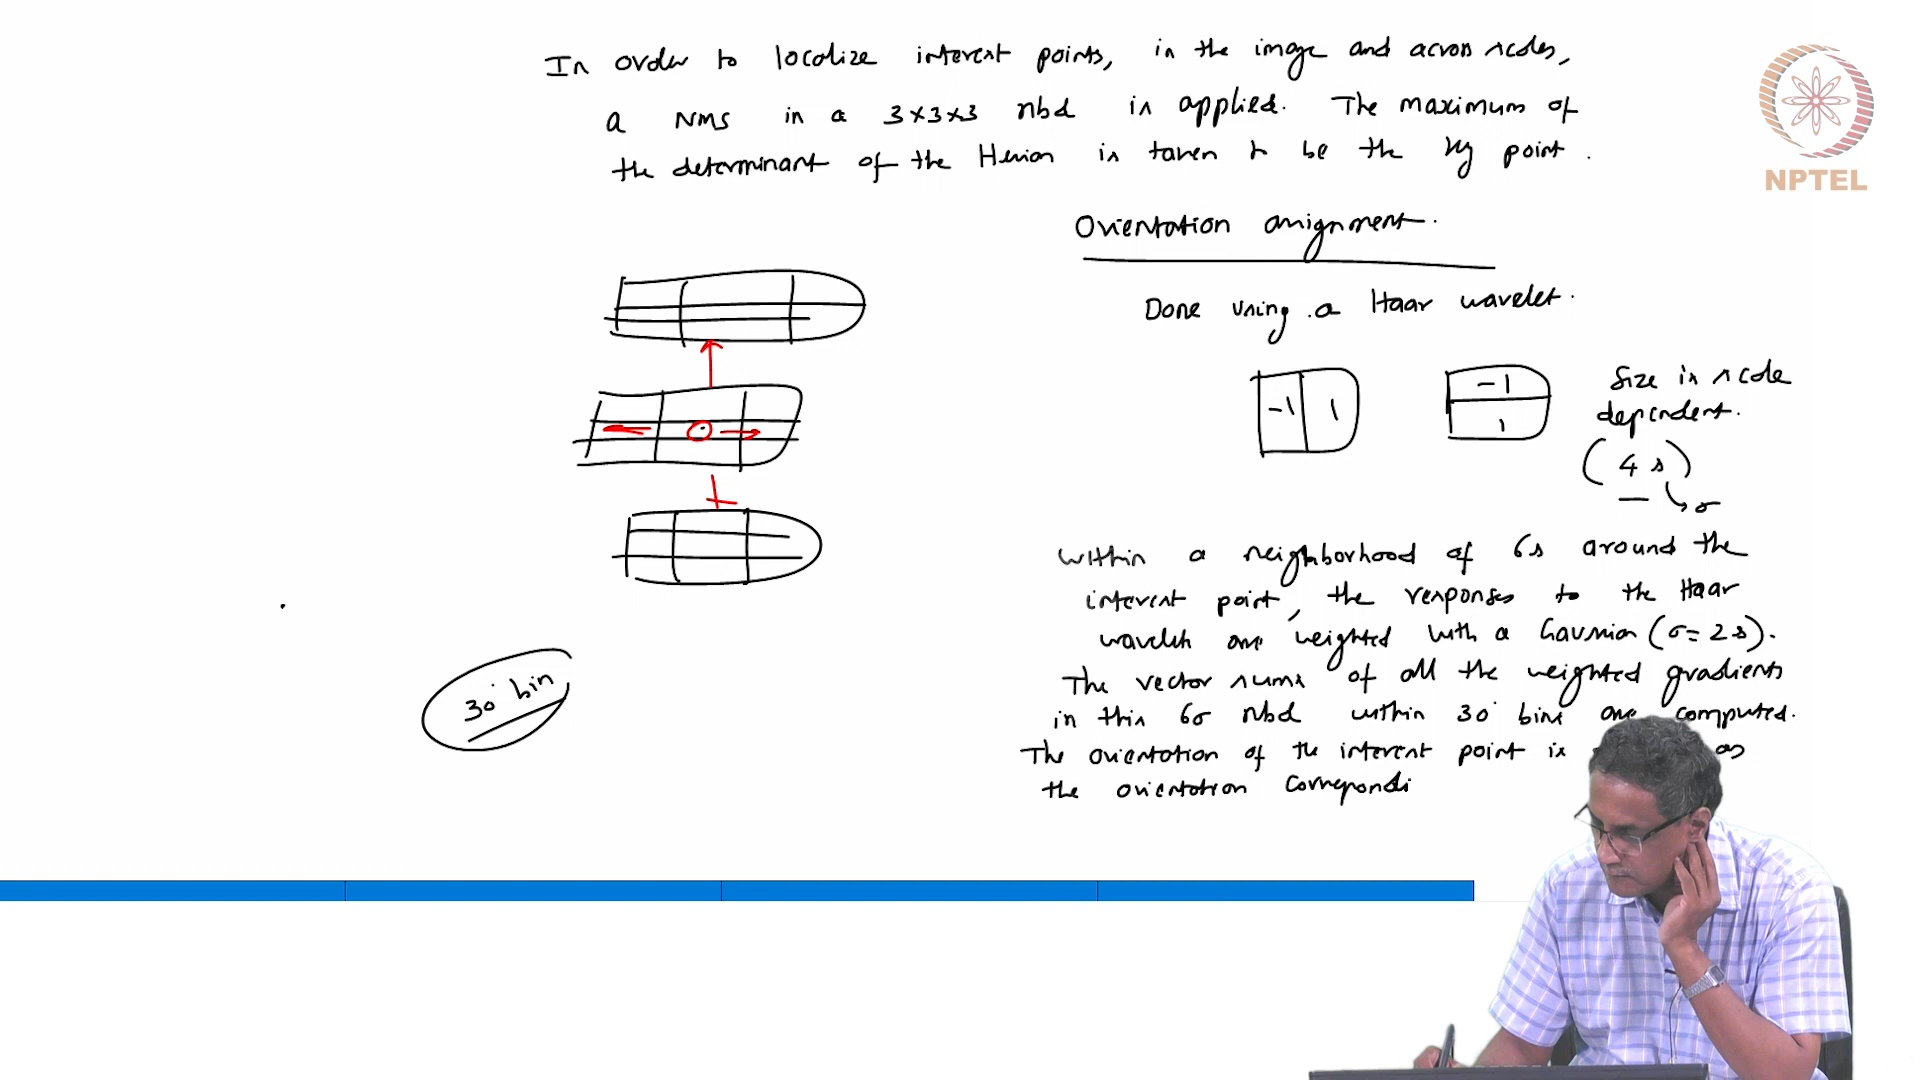 In order to localize interest points, in the image and across scales,
a NMS in a 3x3x3 nbd is applied. The maximum of
the determinant of the Hessian is taken to be the key point.
NPTEL
Orientation assignment.
Done using a Haar wavelet.
-1 1
-1
1
Size is scale
dependent.
(4s)
σ
Within a neighborhood of 6s around the
interest point, the responses to the Haar
wavelet are weighted with a Gaussian (σ = 2s).
The vector sums of all the weighted gradients
in this 6σ nbd within 30° bins are computed.
The orientation of the interest point is as
the orientation correspondi
30° bin